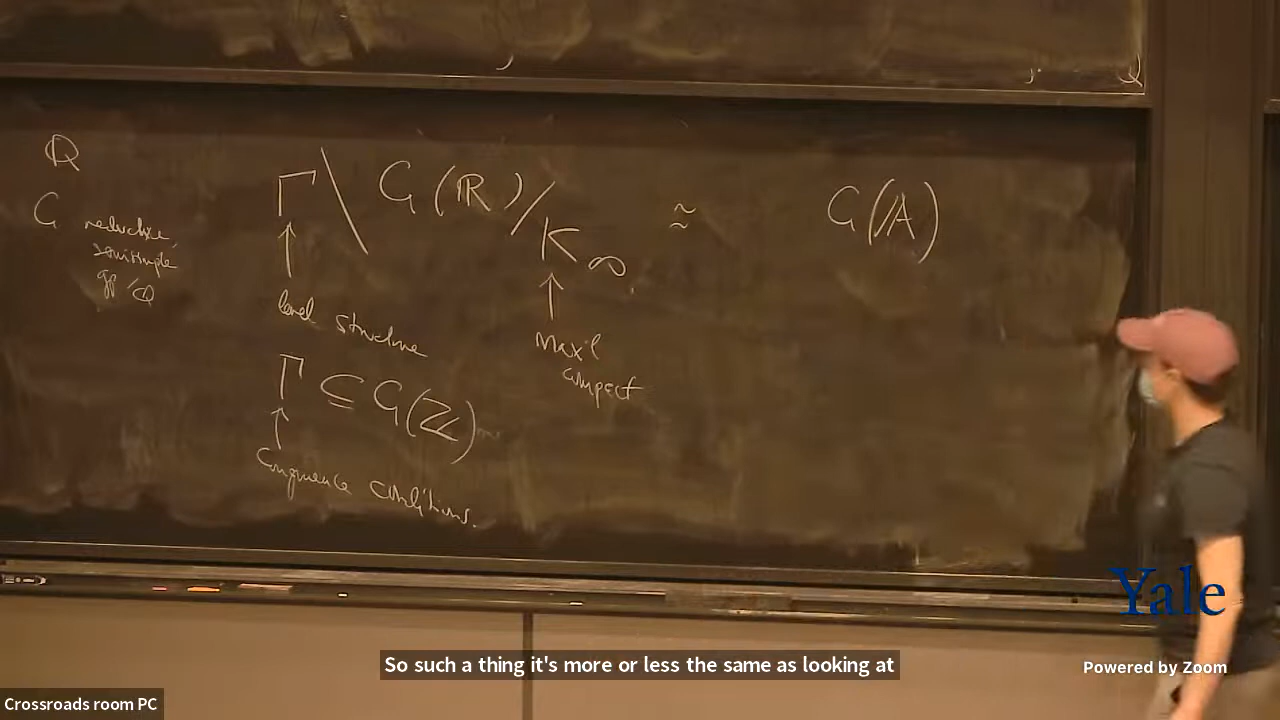 Q
G reductive,
semisimple
gp /Q
Γ \ G(ℝ) / K∞ ≈ G(𝔸)
level structure
max'l
compact
Γ ⊆ G(ℤ)
Congruence conditions.
Yale
So such a thing it's more or less the same as looking at
Powered by Zoom
Crossroads room PC